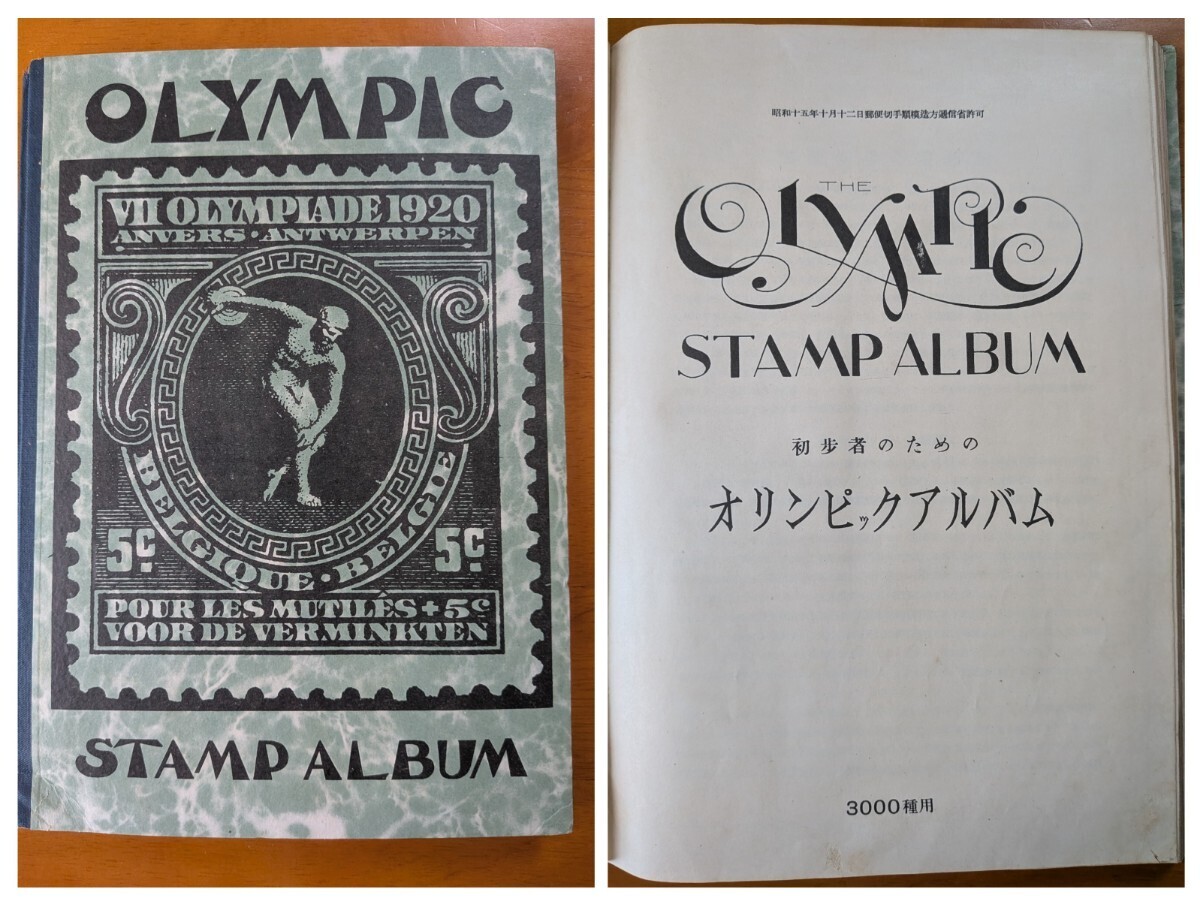 OLYMPIC
VII OLYMPIADE 1920
ANVERS · ANTWERPEN
5c
5c
BELGIQUE · BELGIE
POUR LES MUTILÉS + 5c
VOOR DE VERMINKTEN
STAMP ALBUM
昭和十五年十月十二日郵便切手類模造方逓信省許可
THE
OLYMPIC
STAMP ALBUM
初歩者のための
オリンピックアルバム
3000種用